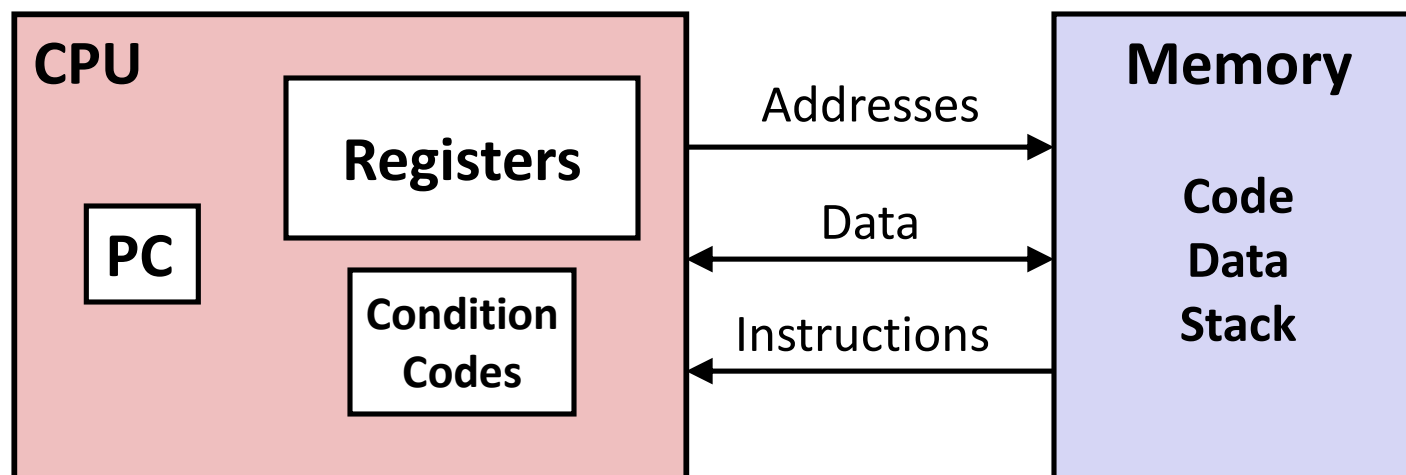 CPU
Registers
PC
Condition
Codes
Addresses
Data
Instructions
Memory
Code
Data
Stack